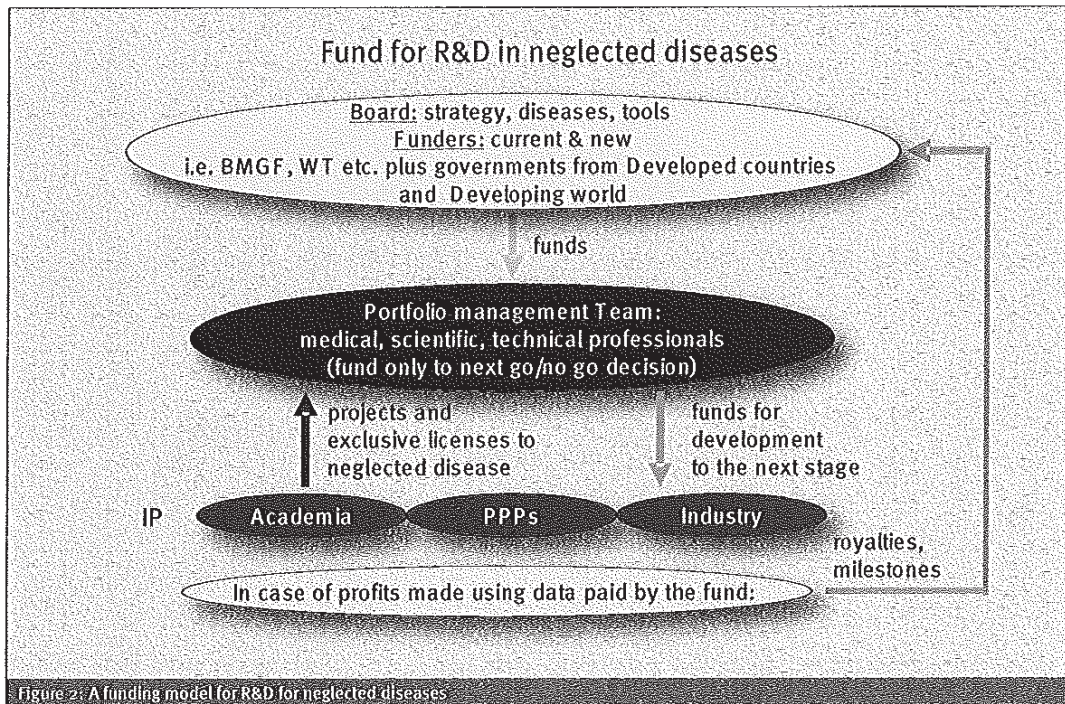 Fund for R&D in neglected diseases
Board: strategy, diseases, tools
Funders: current & new
i.e. BMGF, WT etc. plus governments from Developed countries
and Developing world
funds
Portfolio management Team:
medical, scientific, technical professionals
(fund only to next go/no go decision)
projects and
exclusive licenses to
neglected disease
funds for
development
to the next stage
IP
Academia
PPPs
Industry
royalties,
milestones
In case of profits made using data paid by the fund:
Figure 2: A funding model for R&D for neglected diseases